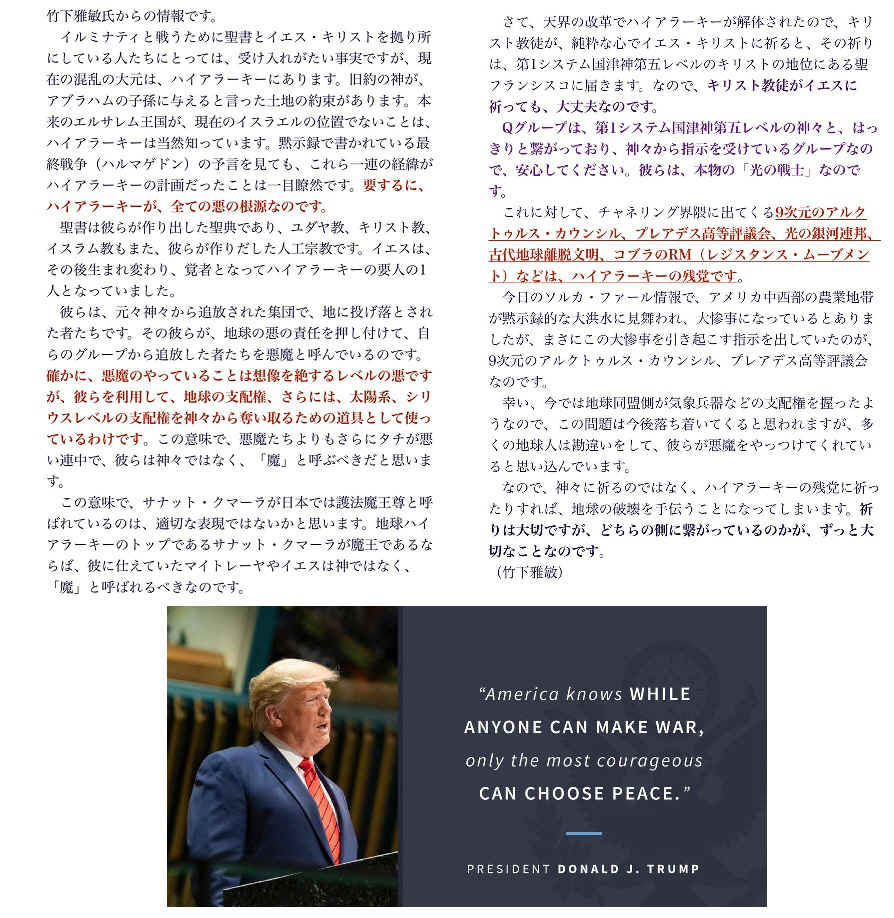 竹下雅敏氏からの情報です。
イルミナティと戦うために聖書とイエス・キリストを拠り所
にしている人たちにとっては、受け入れがたい事実ですが、現
在の混乱の大元は、ハイアラーキーにあります。旧約の神が、
アブラハムの子孫に与えると言った土地の約束があります。本
来のエルサレム王国が、現在のイスラエルの位置でないことは、
ハイアラーキーは当然知っています。黙示録で書かれている最
終戦争（ハルマゲドン）の予言を見ても、これら一連の経緯が
ハイアラーキーの計画だったことは一目瞭然です。要するに、
ハイアラーキーが、全ての悪の根源なのです。
聖書は彼らが作り出した聖典であり、ユダヤ教、キリスト教、
イスラム教もまた、彼らが作りだした人工宗教です。イエスは、
その後生まれ変わり、覚者となってハイアラーキーの要人の1
人となっていました。
彼らは、元々神々から追放された集団で、地に投げ落とされ
た者たちです。その彼らが、地球の悪の責任を押し付けて、自
らのグループから追放した者たちを悪魔と呼んでいるのです。
確かに、悪魔のやっていることは想像を絶するレベルの悪です
が、彼らを利用して、地球の支配権、さらには、太陽系、シリ
ウスレベルの支配権を神々から奪い取るための道具として使っ
ているわけです。この意味で、悪魔たちよりもさらにタチが悪
い連中で、彼らは神々ではなく、「魔」と呼ぶべきだと思いま
す。
この意味で、サナット・クマーラが日本では護法魔王尊と呼
ばれているのは、適切な表現ではないかと思います。地球ハイ
アラーキーのトップであるサナット・クマーラが魔王であるな
らば、彼に仕えていたマイトレーヤやイエスは神ではなく、
「魔」と呼ばれるべきなのです。
さて、天界の改革でハイアラーキーが解体されたので、キリ
スト教徒が、純粋な心でイエス・キリストに祈ると、その祈り
は、第1システム国津神第五レベルのキリストの地位にある聖
フランシスコに届きます。なので、キリスト教徒がイエスに
祈っても、大丈夫なのです。
Qグループは、第1システム国津神第五レベルの神々と、はっ
きりと繋がっており、神々から指示を受けているグループなの
で、安心してください。彼らは、本物の「光の戦士」なので
す。
これに対して、チャネリング界隈に出てくる9次元のアルク
トゥルス・カウンシル、プレアデス高等評議会、光の銀河連邦、
古代地球離脱文明、コブラのRM（レジスタンス・ムーブメン
ト）などは、ハイアラーキーの残党です。
今日のソルカ・ファール情報で、アメリカ中西部の農業地帯
が黙示録的な大洪水に見舞われ、大惨事になっているとありま
したが、まさにこの大惨事を引き起こす指示を出していたのが、
9次元のアルクトゥルス・カウンシル、プレアデス高等評議会
なのです。
幸い、今では地球同盟側が気象兵器などの支配権を握ったよ
うなので、この問題は今後落ち着いてくると思われますが、多
くの地球人は勘違いをして、彼らが悪魔をやっつけてくれてい
ると思い込んでいます。
なので、神々に祈るのではなく、ハイアラーキーの残党に祈っ
たりすれば、地球の破壊を手伝うことになってしまいます。祈
りは大切ですが、どちらの側に繋がっているのかが、ずっと大
切なことなのです。
（竹下雅敏）
“America knows WHILE
ANYONE CAN MAKE WAR,
only the most courageous
CAN CHOOSE PEACE.”
PRESIDENT DONALD J. TRUMP